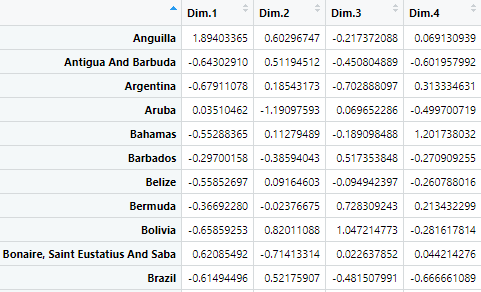 Dim.1 Dim.2 Dim.3 Dim.4
Anguilla 1.89403365 0.60296747 -0.217372088 0.069130939
Antigua And Barbuda -0.64302910 0.51194512 -0.450804889 -0.601957992
Argentina -0.67911078 0.18543173 -0.702888097 0.313334631
Aruba 0.03510462 -1.19097593 0.069652286 -0.499700719
Bahamas -0.55288365 0.11279489 -0.189098488 1.201738032
Barbados -0.29700158 -0.38594043 0.517353848 -0.270909255
Belize -0.55852697 0.09164603 -0.094942397 -0.260788016
Bermuda -0.36692280 -0.02376675 0.728309243 0.213432299
Bolivia -0.65859253 0.82011088 1.047214773 -0.281617814
Bonaire, Saint Eustatius And Saba 0.62085492 -0.71413314 0.022637852 0.044214276
Brazil -0.61494496 0.52175907 -0.481507991 -0.666661089